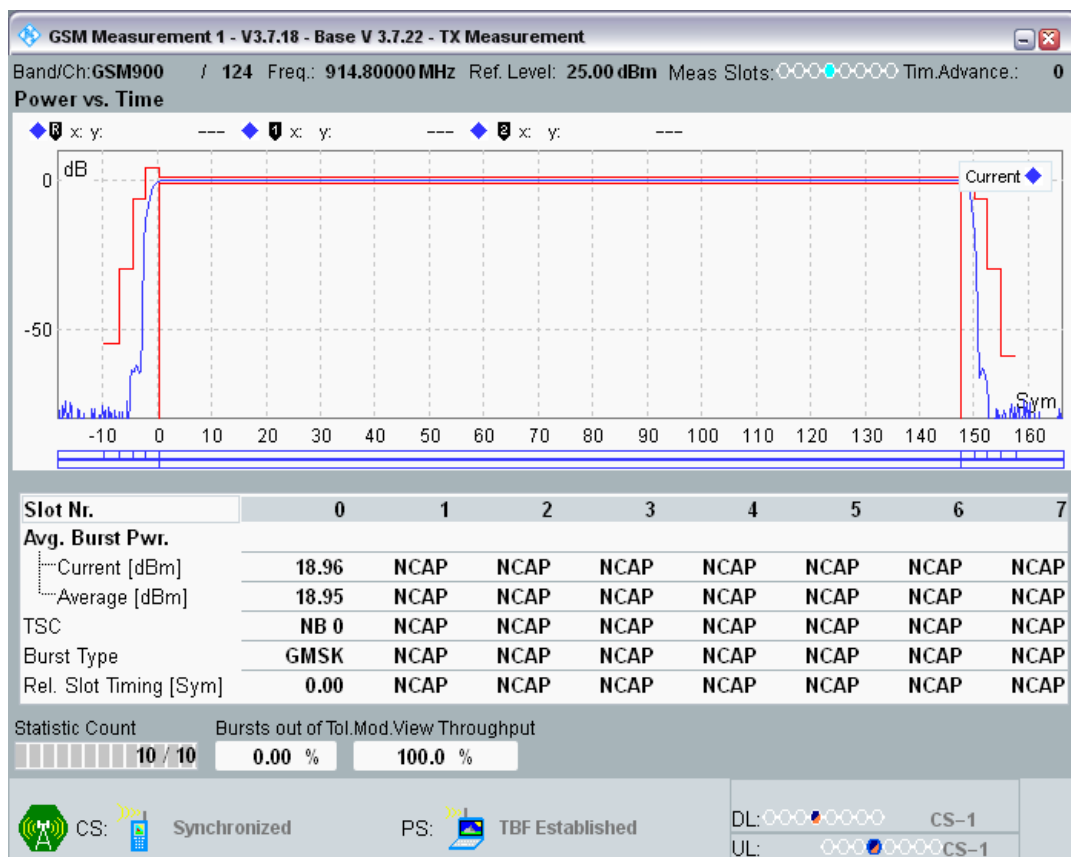 GSM Measurement 1 - V3.7.18 - Base V 3.7.22 - TX Measurement
Band/Ch:GSM900 / 124 Freq.: 914.80000 MHz Ref. Level: 25.00 dBm Meas Slots: Tim.Advance.: 0
Power vs. Time
R x: y: --- 1 x: y: --- 2 x: y: ---
dB
Current
0
-50
Sym
-10 0 10 20 30 40 50 60 70 80 90 100 110 120 130 140 150 160
Slot Nr. 0 1 2 3 4 5 6 7
Avg. Burst Pwr.
Current [dBm] 18.96 NCAP NCAP NCAP NCAP NCAP NCAP NCAP
Average [dBm] 18.95 NCAP NCAP NCAP NCAP NCAP NCAP NCAP
TSC NB 0 NCAP NCAP NCAP NCAP NCAP NCAP NCAP
Burst Type GMSK NCAP NCAP NCAP NCAP NCAP NCAP NCAP
Rel. Slot Timing [Sym] 0.00 NCAP NCAP NCAP NCAP NCAP NCAP NCAP
Statistic Count Bursts out of Tol.Mod.View Throughput
10 / 10 0.00 % 100.0 %
CS: Synchronized PS: TBF Established
DL: CS-1
UL: CS-1